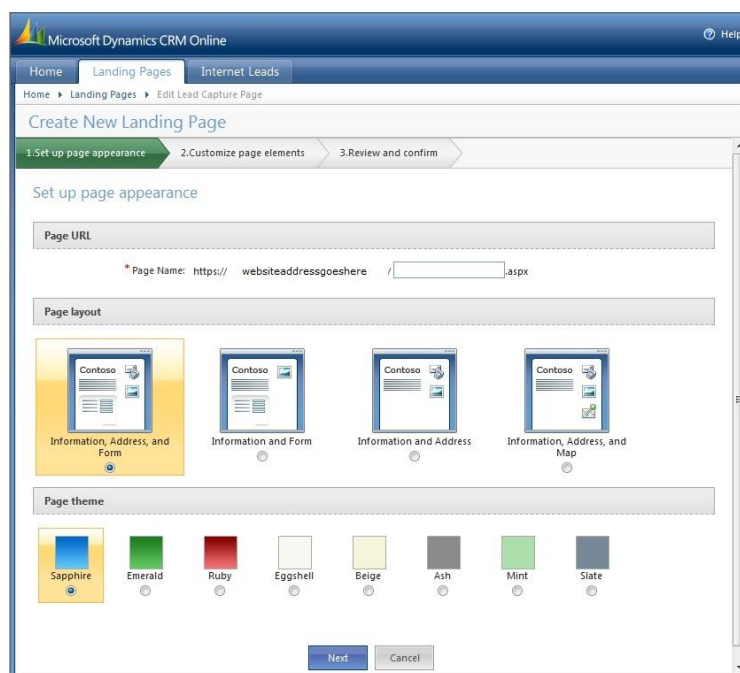 Microsoft Dynamics CRM Online
Help
Home Landing Pages Internet Leads
Home Landing Pages Edit Lead Capture Page
Create New Landing Page
1.Set up page appearance 2.Customize page elements 3.Review and confirm
Set up page appearance
Page URL
* Page Name: https:// websiteaddressgoeshere / .aspx
Page layout
Contoso Contoso Contoso Contoso
Information, Address, and Form
Information and Form
Information and Address
Information, Address, and Map
Page theme
Sapphire Emerald Ruby Eggshell Beige Ash Mint Slate
Next Cancel